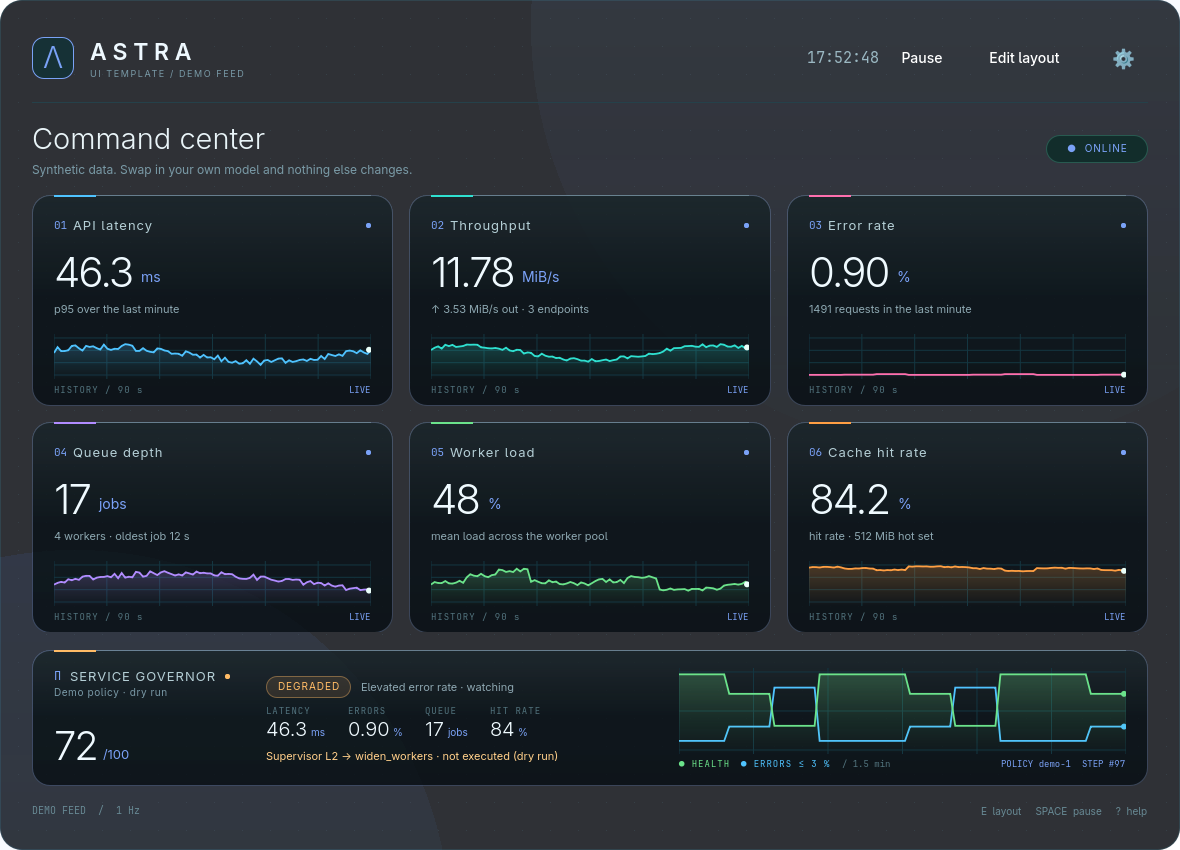 ASTRA
UI TEMPLATE / DEMO FEED
17:52:48 Pause Edit layout
Command center
Synthetic data. Swap in your own model and nothing else changes.
ONLINE
01 API latency
46.3 ms
p95 over the last minute
HISTORY / 90 s LIVE
02 Throughput
11.78 MiB/s
↑ 3.53 MiB/s out · 3 endpoints
HISTORY / 90 s LIVE
03 Error rate
0.90 %
1491 requests in the last minute
HISTORY / 90 s LIVE
04 Queue depth
17 jobs
4 workers · oldest job 12 s
HISTORY / 90 s LIVE
05 Worker load
48 %
mean load across the worker pool
HISTORY / 90 s LIVE
06 Cache hit rate
84.2 %
hit rate · 512 MiB hot set
HISTORY / 90 s LIVE
SERVICE GOVERNOR
Demo policy · dry run
72 /100
DEGRADED Elevated error rate · watching
LATENCY ERRORS QUEUE HIT RATE
46.3 ms 0.90 % 17 jobs 84 %
Supervisor L2 → widen_workers · not executed (dry run)
HEALTH ERRORS ≤ 3 % / 1.5 min POLICY demo-1 STEP #97
DEMO FEED / 1 Hz
E layout SPACE pause ? help